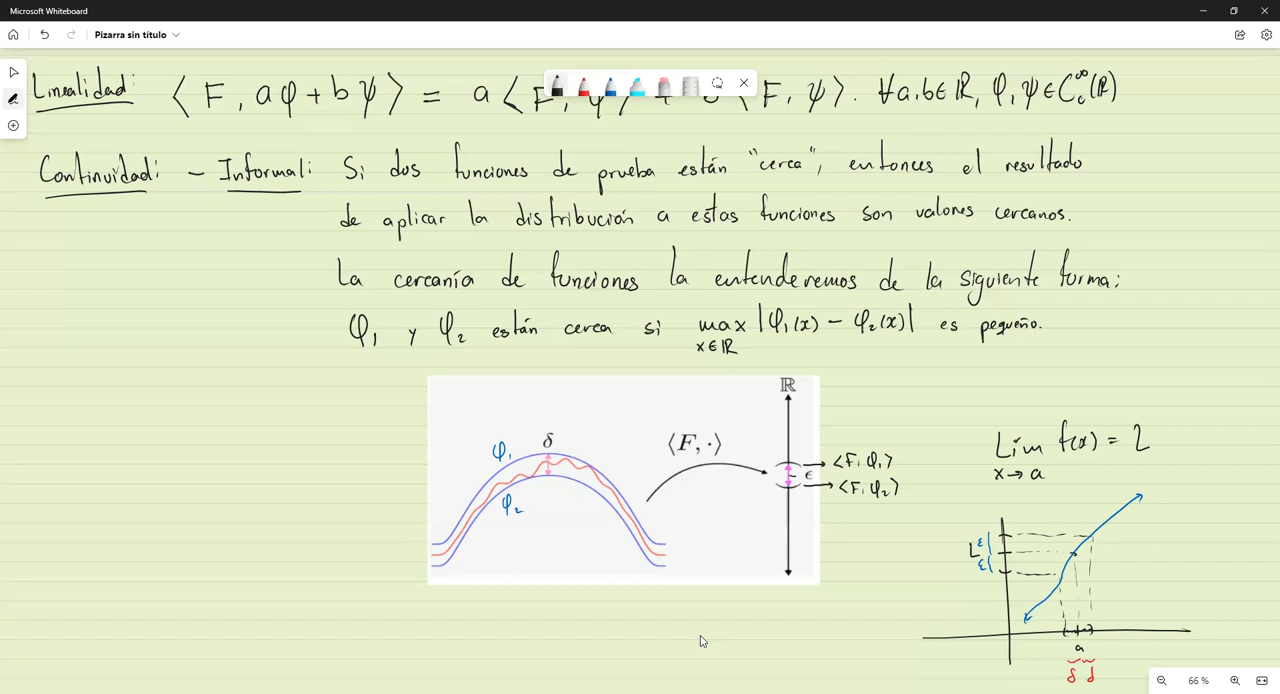 Microsoft Whiteboard
Pizarra sin título
Linealidad: ⟨F, aφ + bψ⟩ = a⟨F, φ⟩ + b⟨F, ψ⟩. ∀a,b∈ℝ, φ,ψ∈C₀^∞(ℝ)
Continuidad: – Informal: Si dos funciones de prueba están "cerca", entonces el resultado
de aplicar la distribución a estas funciones son valores cercanos.
La cercanía de funciones la entenderemos de la siguiente forma:
φ₁ y φ₂ están cerca si max |φ₁(x) – φ₂(x)| es pequeño.
x∈ℝ
ℝ
φ₁
δ
⟨F, ·⟩
⟨F, φ₁⟩
ϵ
⟨F, φ₂⟩
φ₂
Lím f(x) = L
x→a
ε
L
ε
a
δ δ
66 %